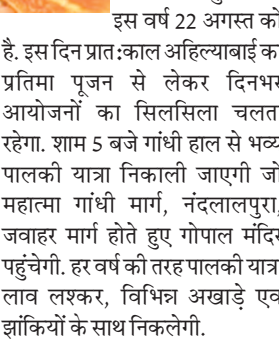 इस वर्ष 22 अगस्त को
है. इस दिन प्रात:काल अहिल्याबाई क
प्रतिमा पूजन से लेकर दिनभर
आयोजनों का सिलसिला चलत
रहेगा. शाम 5 बजे गांधी हाल से भव्य
पालकी यात्रा निकाली जाएगी जो
महात्मा गांधी मार्ग, नंदलालपुरा,
जवाहर मार्ग होते हुए गोपाल मंदिर
पहुंचेगी. हर वर्ष की तरह पालकी यात्रा
लाव लश्कर, विभिन्न अखाड़े एव
झांकियों के साथ निकलेगी.